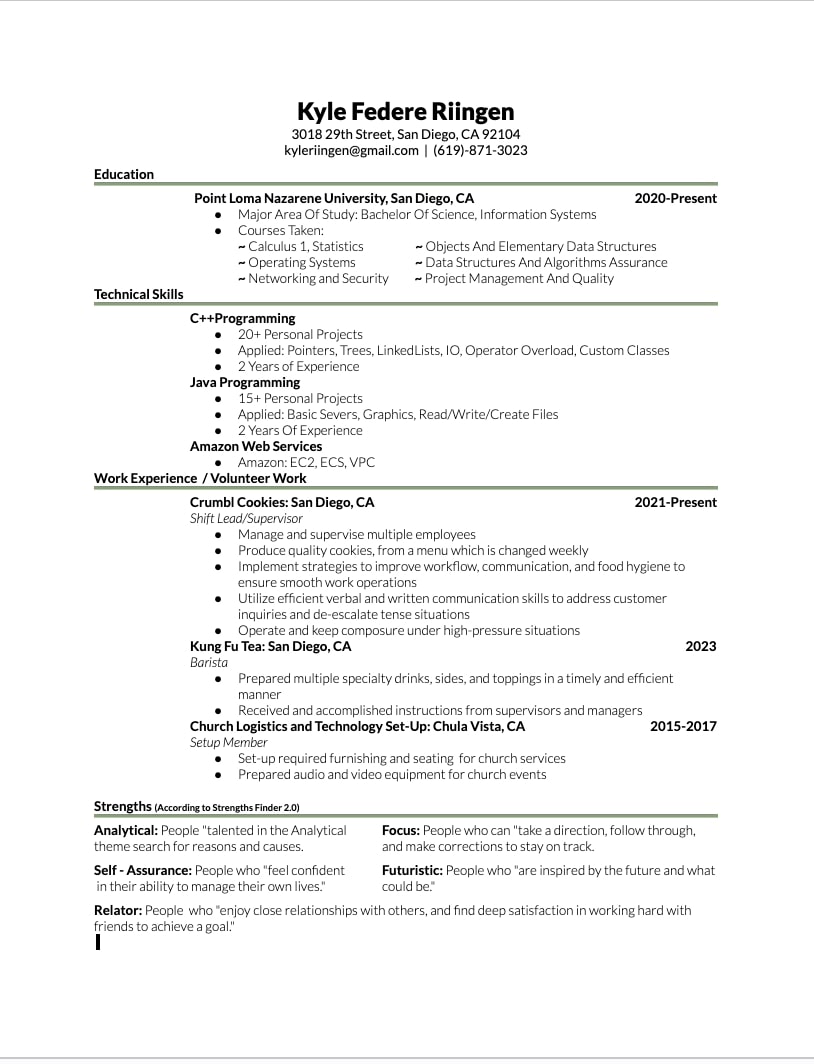 Kyle Federe Riingen
3018 29th Street, San Diego, CA 92104
kyleriingen@gmail.com | (619)-871-3023
Education
Point Loma Nazarene University, San Diego, CA 2020-Present
● Major Area Of Study: Bachelor Of Science, Information Systems
● Courses Taken:
~ Calculus 1, Statistics ~ Objects And Elementary Data Structures
~ Operating Systems ~ Data Structures And Algorithms Assurance
~ Networking and Security ~ Project Management And Quality
Technical Skills
C++Programming
● 20+ Personal Projects
● Applied: Pointers, Trees, LinkedLists, IO, Operator Overload, Custom Classes
● 2 Years of Experience
Java Programming
● 15+ Personal Projects
● Applied: Basic Severs, Graphics, Read/Write/Create Files
● 2 Years Of Experience
Amazon Web Services
● Amazon: EC2, ECS, VPC
Work Experience / Volunteer Work
Crumbl Cookies: San Diego, CA 2021-Present
Shift Lead/Supervisor
● Manage and supervise multiple employees
● Produce quality cookies, from a menu which is changed weekly
● Implement strategies to improve workflow, communication, and food hygiene to
ensure smooth work operations
● Utilize efficient verbal and written communication skills to address customer
inquiries and de-escalate tense situations
● Operate and keep composure under high-pressure situations
Kung Fu Tea: San Diego, CA 2023
Barista
● Prepared multiple specialty drinks, sides, and toppings in a timely and efficient
manner
● Received and accomplished instructions from supervisors and managers
Church Logistics and Technology Set-Up: Chula Vista, CA 2015-2017
Setup Member
● Set-up required furnishing and seating for church services
● Prepared audio and video equipment for church events
Strengths (According to Strengths Finder 2.0)
Analytical: People "talented in the Analytical
theme search for reasons and causes.
Focus: People who can "take a direction, follow through,
and make corrections to stay on track.
Self - Assurance: People who "feel confident
in their ability to manage their own lives."
Futuristic: People who "are inspired by the future and what
could be."
Relator: People who "enjoy close relationships with others, and find deep satisfaction in working hard with
friends to achieve a goal."